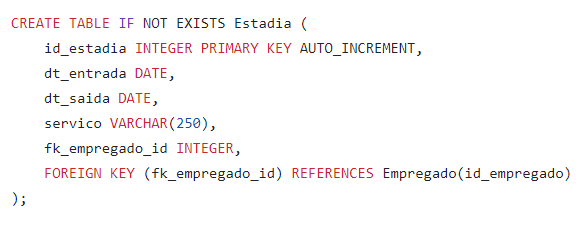 CREATE TABLE IF NOT EXISTS Estadia (
    id_estadia INTEGER PRIMARY KEY AUTO_INCREMENT,
    dt_entrada DATE,
    dt_saida DATE,
    servico VARCHAR(250),
    fk_empregado_id INTEGER,
    FOREIGN KEY (fk_empregado_id) REFERENCES Empregado(id_empregado)
);